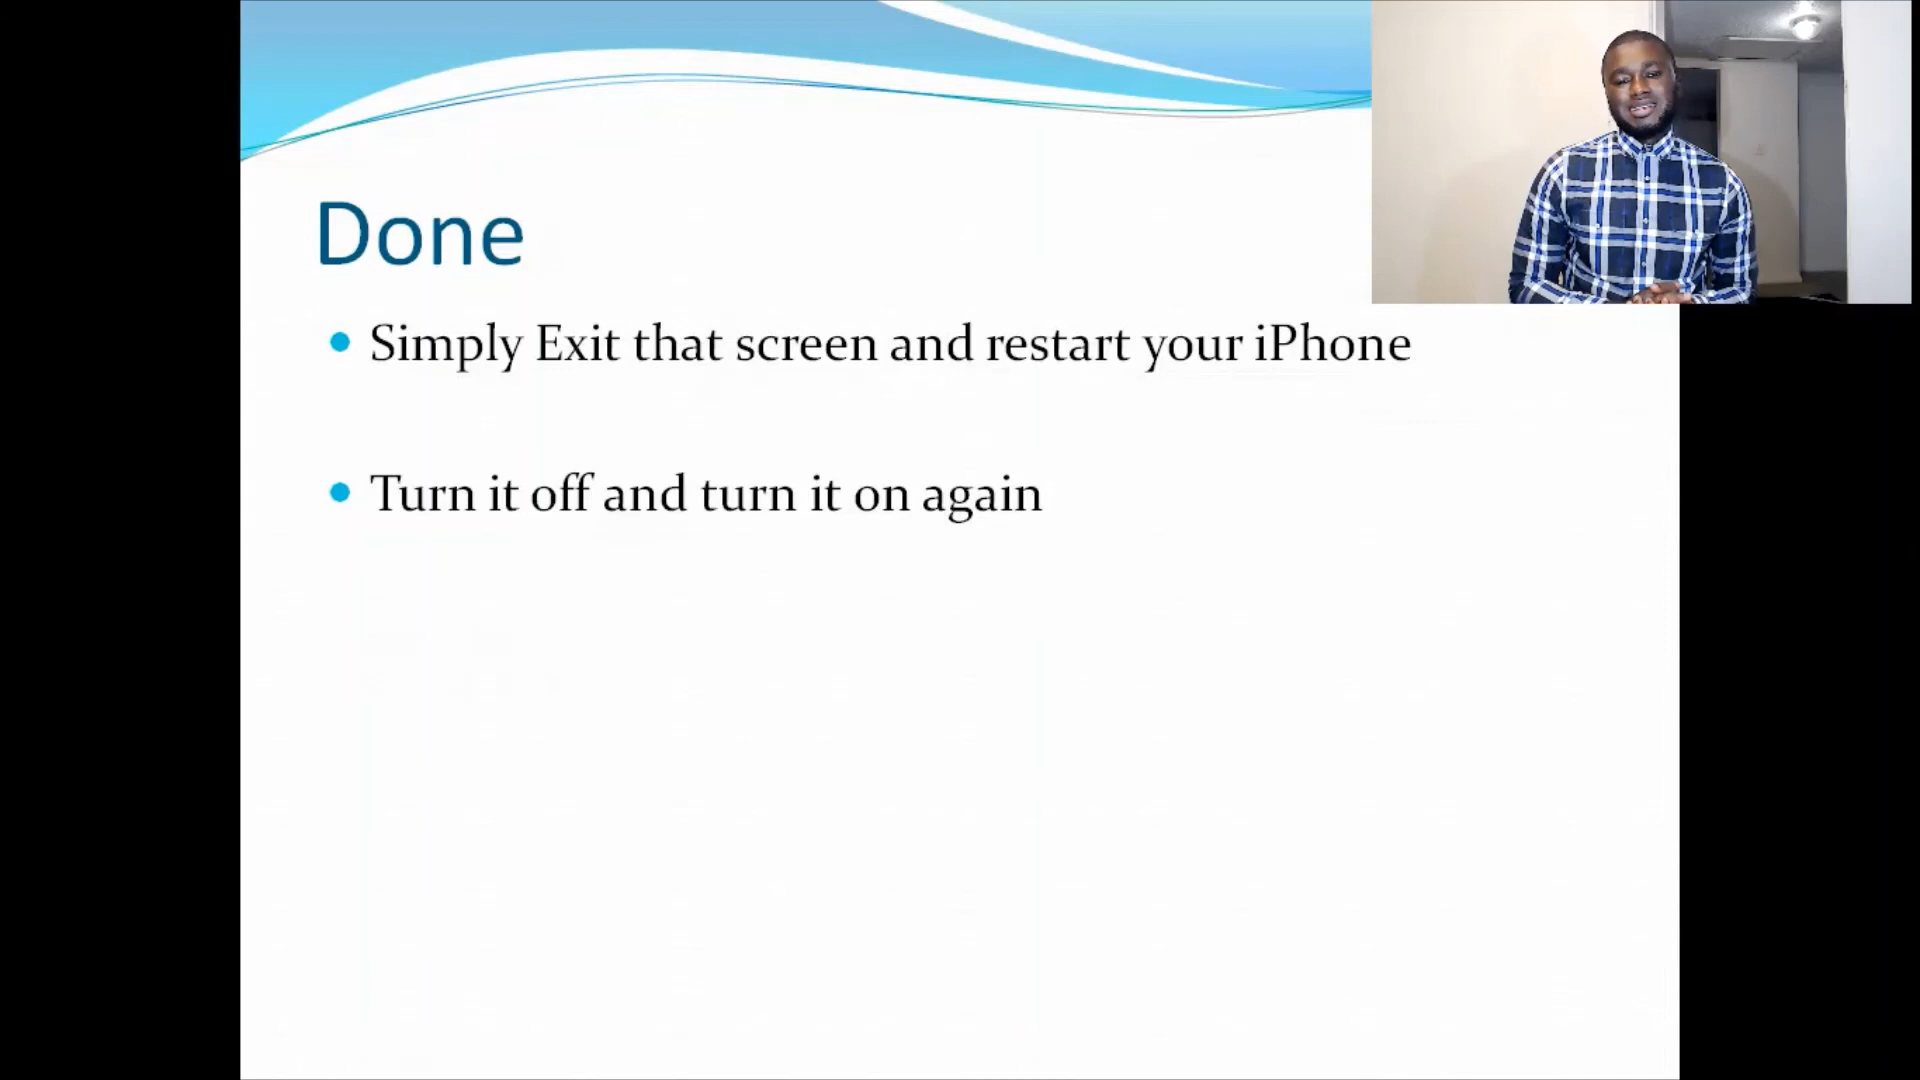 Done
Simply Exit that screen and restart your iPhone
Turn it off and turn it on again